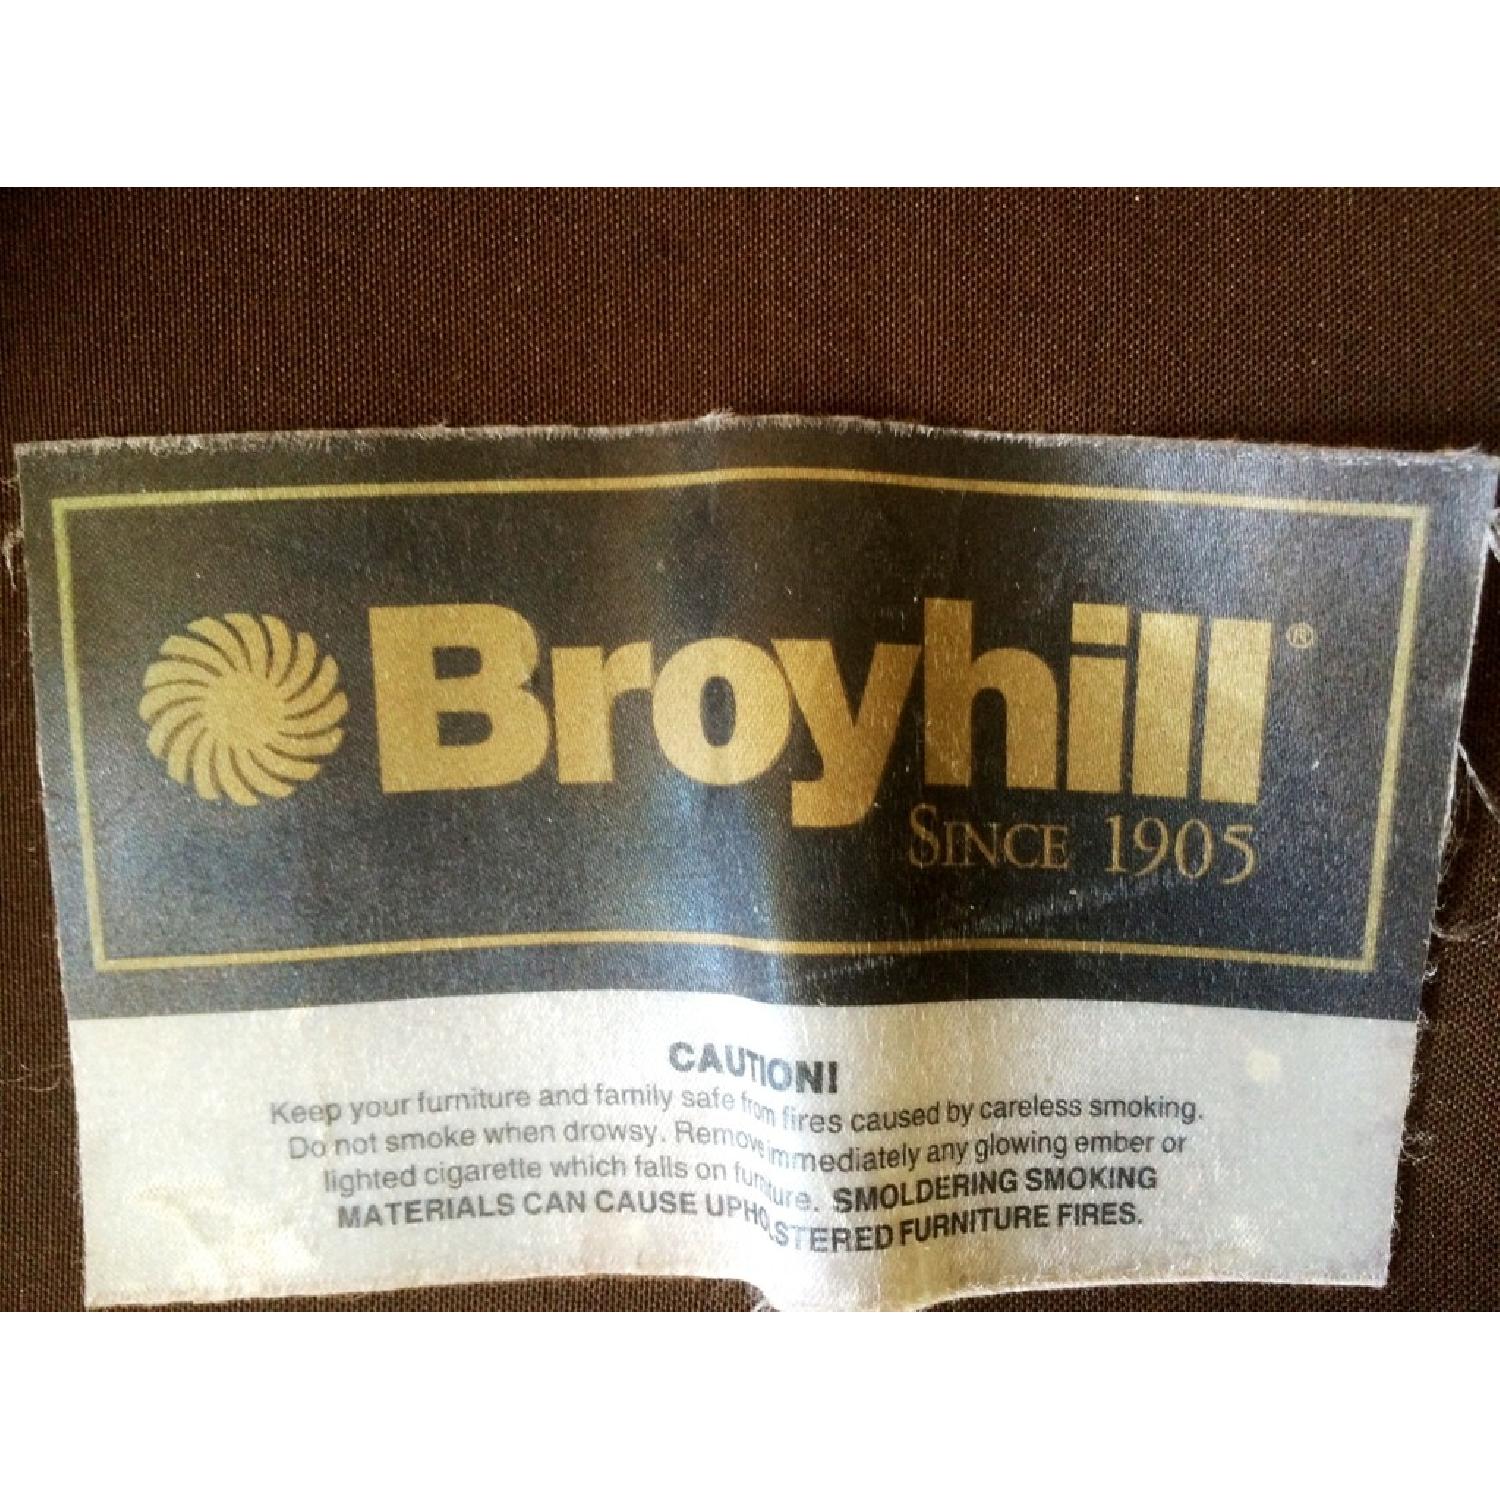 Broyhill®
SINCE 1905
CAUTION!
Keep your furniture and family safe from fires caused by careless smoking.
Do not smoke when drowsy. Remove immediately any glowing ember or
lighted cigarette which falls on furniture. SMOLDERING SMOKING
MATERIALS CAN CAUSE UPHOLSTERED FURNITURE FIRES.